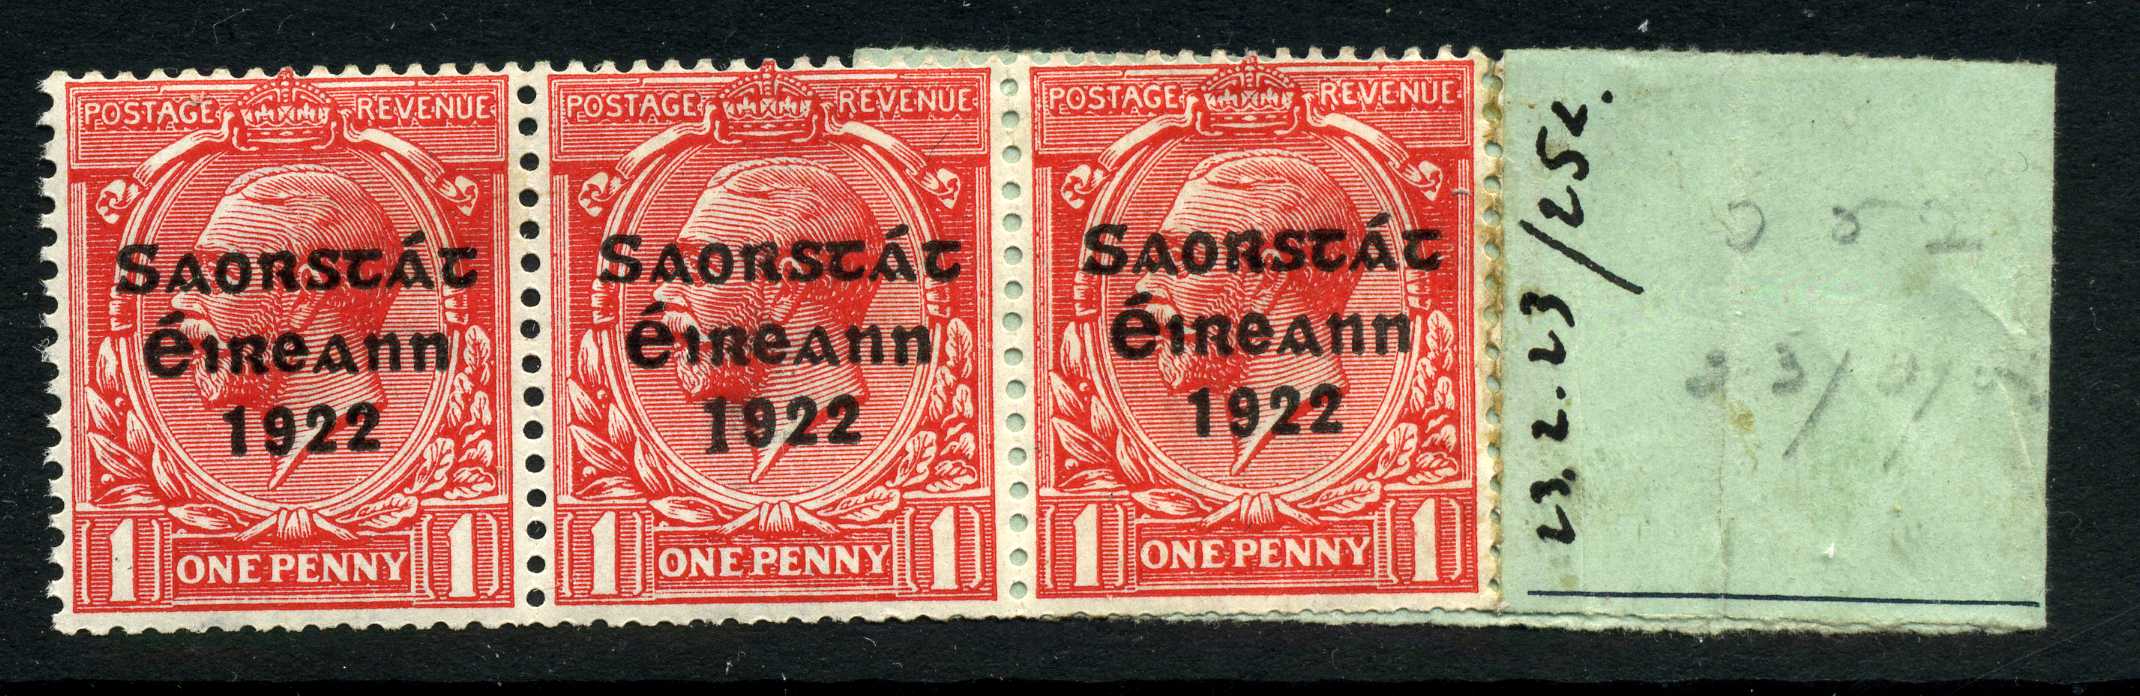 POSTAGE REVENUE
Saorstát
Éireann
1922
1 ONE PENNY 1
POSTAGE REVENUE
Saorstát
Éireann
1922
1 ONE PENNY 1
POSTAGE REVENUE
Saorstát
Éireann
1922
1 ONE PENNY 1
23.2.23/252.